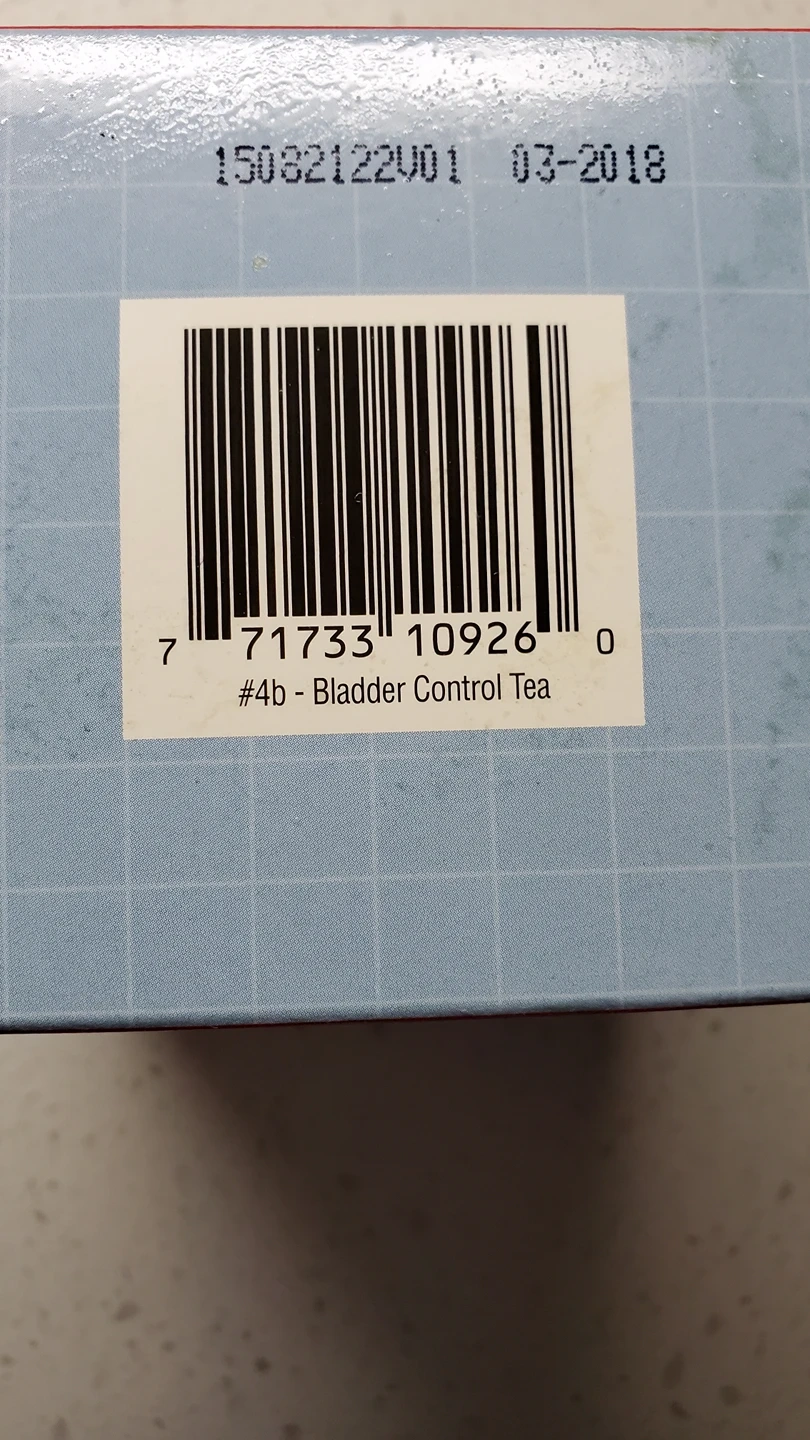 15082122V01 03-2018
7 71733 10926 0
#4b - Bladder Control Tea